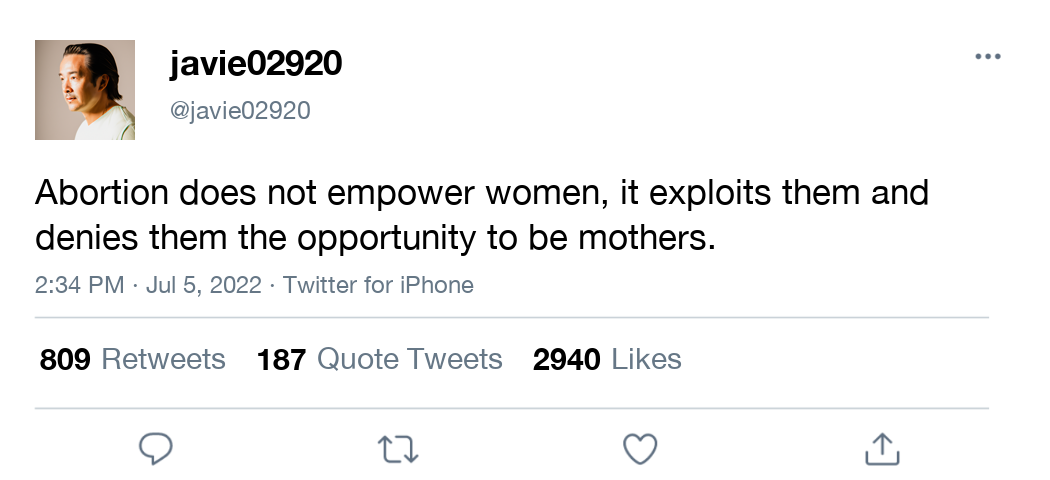 javie02920
@javie02920
Abortion does not empower women, it exploits them and
denies them the opportunity to be mothers.
2:34 PM · Jul 5, 2022 · Twitter for iPhone
809 Retweets 187 Quote Tweets 2940 Likes